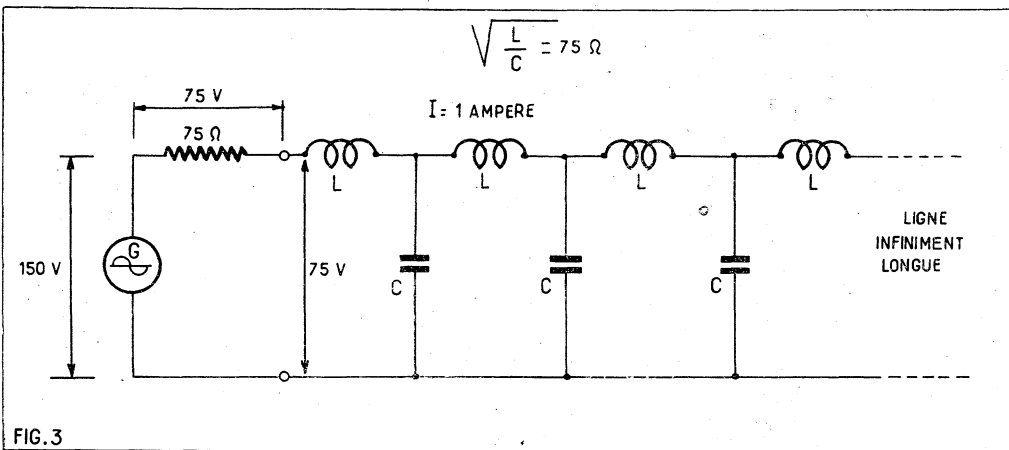 √ L/C = 75 Ω
75 V
I = 1 AMPERE
75 Ω
L
L
L
L
G
150 V
75 V
C
C
C
LIGNE
INFINIMENT
LONGUE
FIG.3